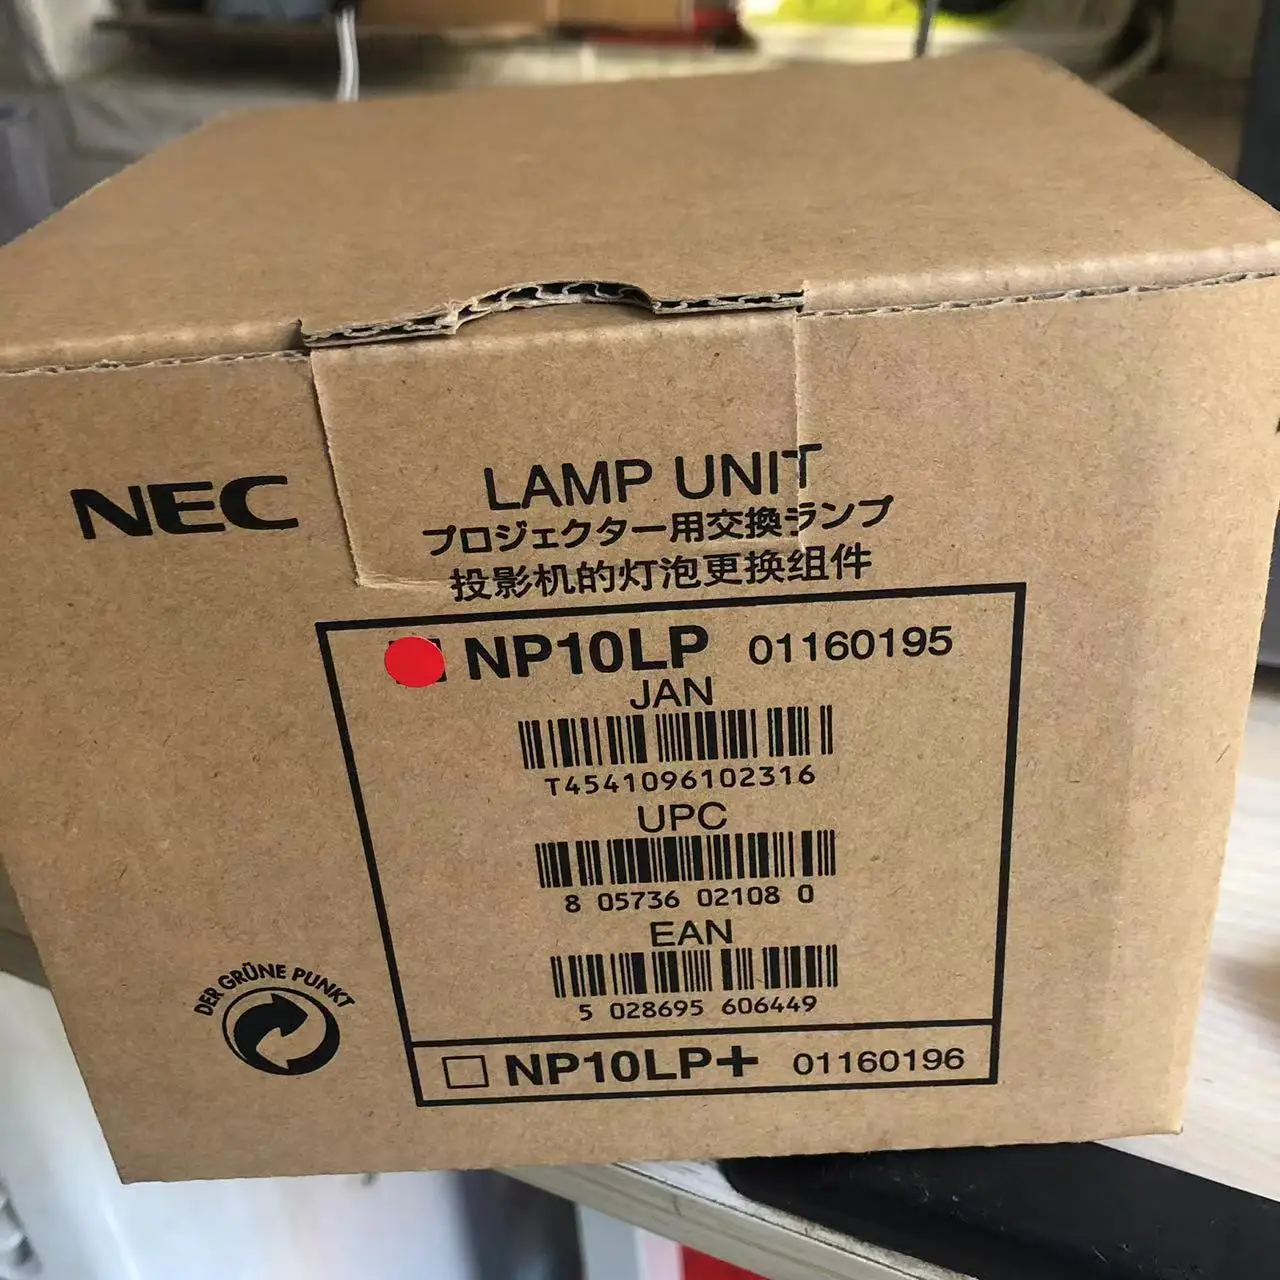 NEC
LAMP UNIT
プロジェクター用交換ランプ
投影机的灯泡更换组件
NP10LP 01160195
JAN
T4541096102316
UPC
8 05736 02108 0
EAN
5 028695 606449
DER GRÜNE PUNKT
NP10LP+ 01160196